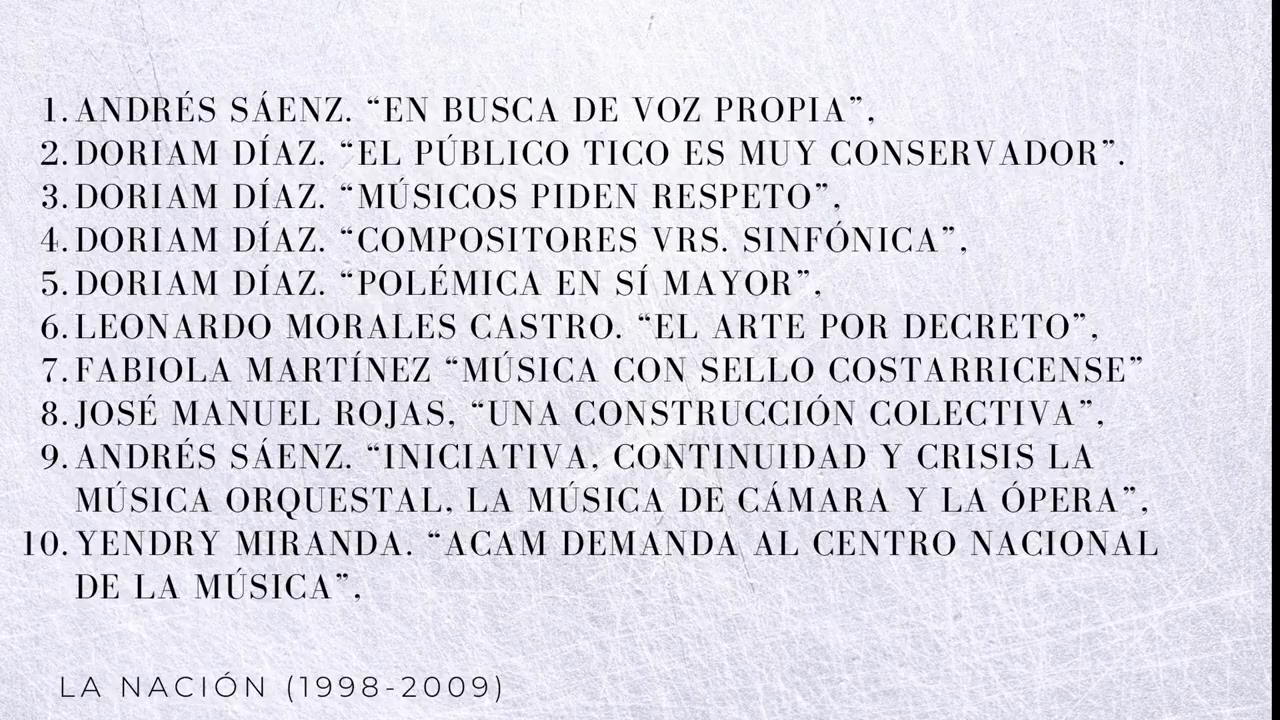 1. ANDRÉS SÁENZ. “EN BUSCA DE VOZ PROPIA”,
2. DORIAM DÍAZ. “EL PÚBLICO TICO ES MUY CONSERVADOR”.
3. DORIAM DÍAZ. “MÚSICOS PIDEN RESPETO”,
4. DORIAM DÍAZ. “COMPOSITORES VRS. SINFÓNICA”,
5. DORIAM DÍAZ. “POLÉMICA EN SÍ MAYOR”,
6. LEONARDO MORALES CASTRO. “EL ARTE POR DECRETO”,
7. FABIOLA MARTÍNEZ “MÚSICA CON SELLO COSTARRICENSE”
8. JOSÉ MANUEL ROJAS, “UNA CONSTRUCCIÓN COLECTIVA”,
9. ANDRÉS SÁENZ. “INICIATIVA, CONTINUIDAD Y CRISIS LA
MÚSICA ORQUESTAL, LA MÚSICA DE CÁMARA Y LA ÓPERA”,
10. YENDRY MIRANDA. “ACAM DEMANDA AL CENTRO NACIONAL
DE LA MÚSICA”,
LA NACIÓN (1998-2009)